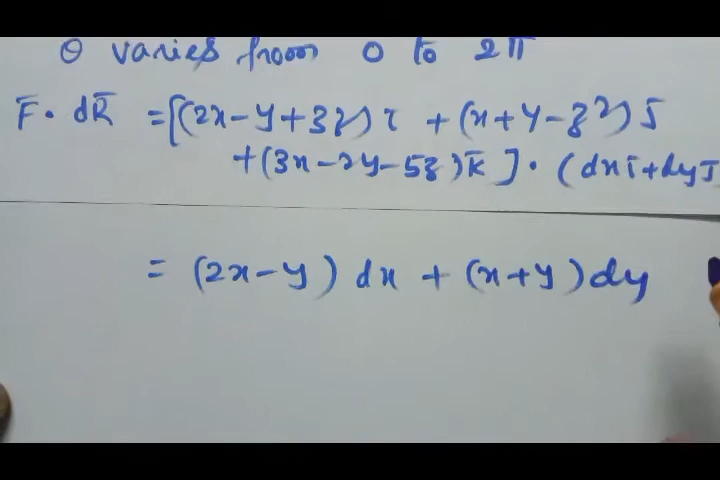 θ varies from 0 to 2π
F̄ · dR̄ = [(2x-y+3z) ī + (x+y-z²) j̄
+(3x-2y-5z) k̄ ] · (dx ī + dy j̄
= (2x-y) dx + (x+y) dy